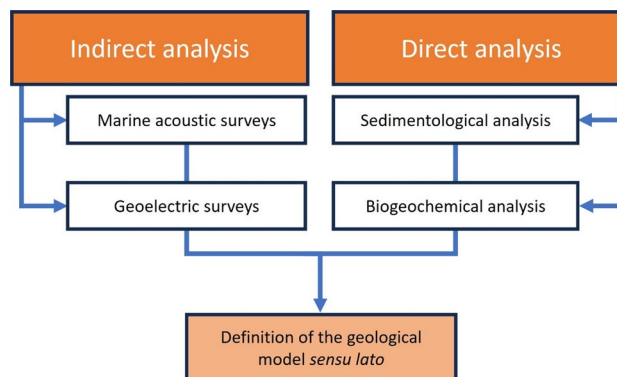 Indirect analysis
Direct analysis
Marine acoustic surveys
Sedimentological analysis
Geoelectric surveys
Biogeochemical analysis
Definition of the geological
model sensu lato